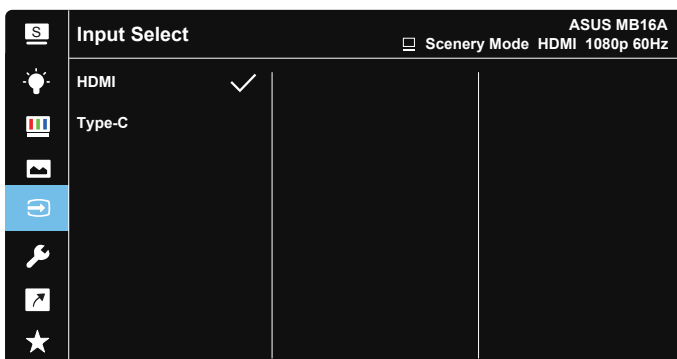 S
Input Select
ASUS MB16A
Scenery Mode HDMI 1080p 60Hz
HDMI
Type-C